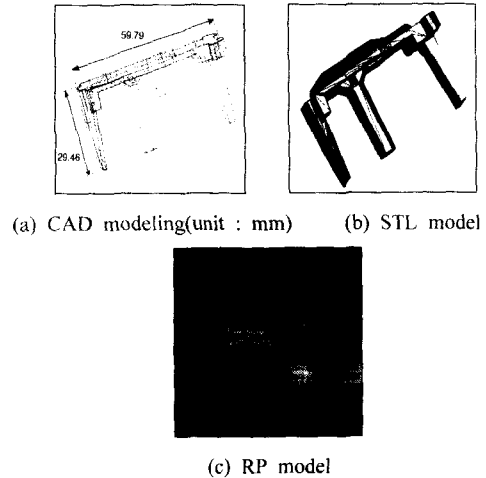 59.79
29.46
(a) CAD modeling(unit : mm)
(b) STL model
(c) RP model